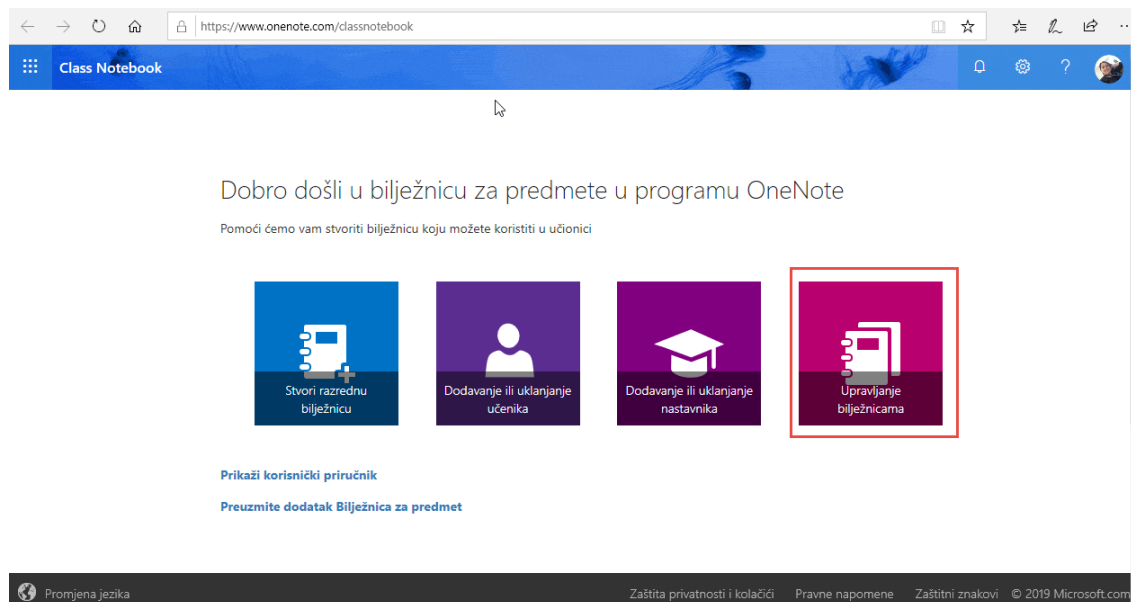 https://www.onenote.com/classnotebook
Class Notebook
?
Dobro došli u bilježnicu za predmete u programu OneNote
Pomoći ćemo vam stvoriti bilježnicu koju možete koristiti u učionici
Stvori razrednu
bilježnicu
Dodavanje ili uklanjanje
učenika
Dodavanje ili uklanjanje
nastavnika
Upravljanje
bilježnicama
Prikaži korisnički priručnik
Preuzmite dodatak Bilježnica za predmet
Promjena jezika
Zaštita privatnosti i kolačići
Pravne napomene
Zaštitni znakovi
© 2019 Microsoft.com